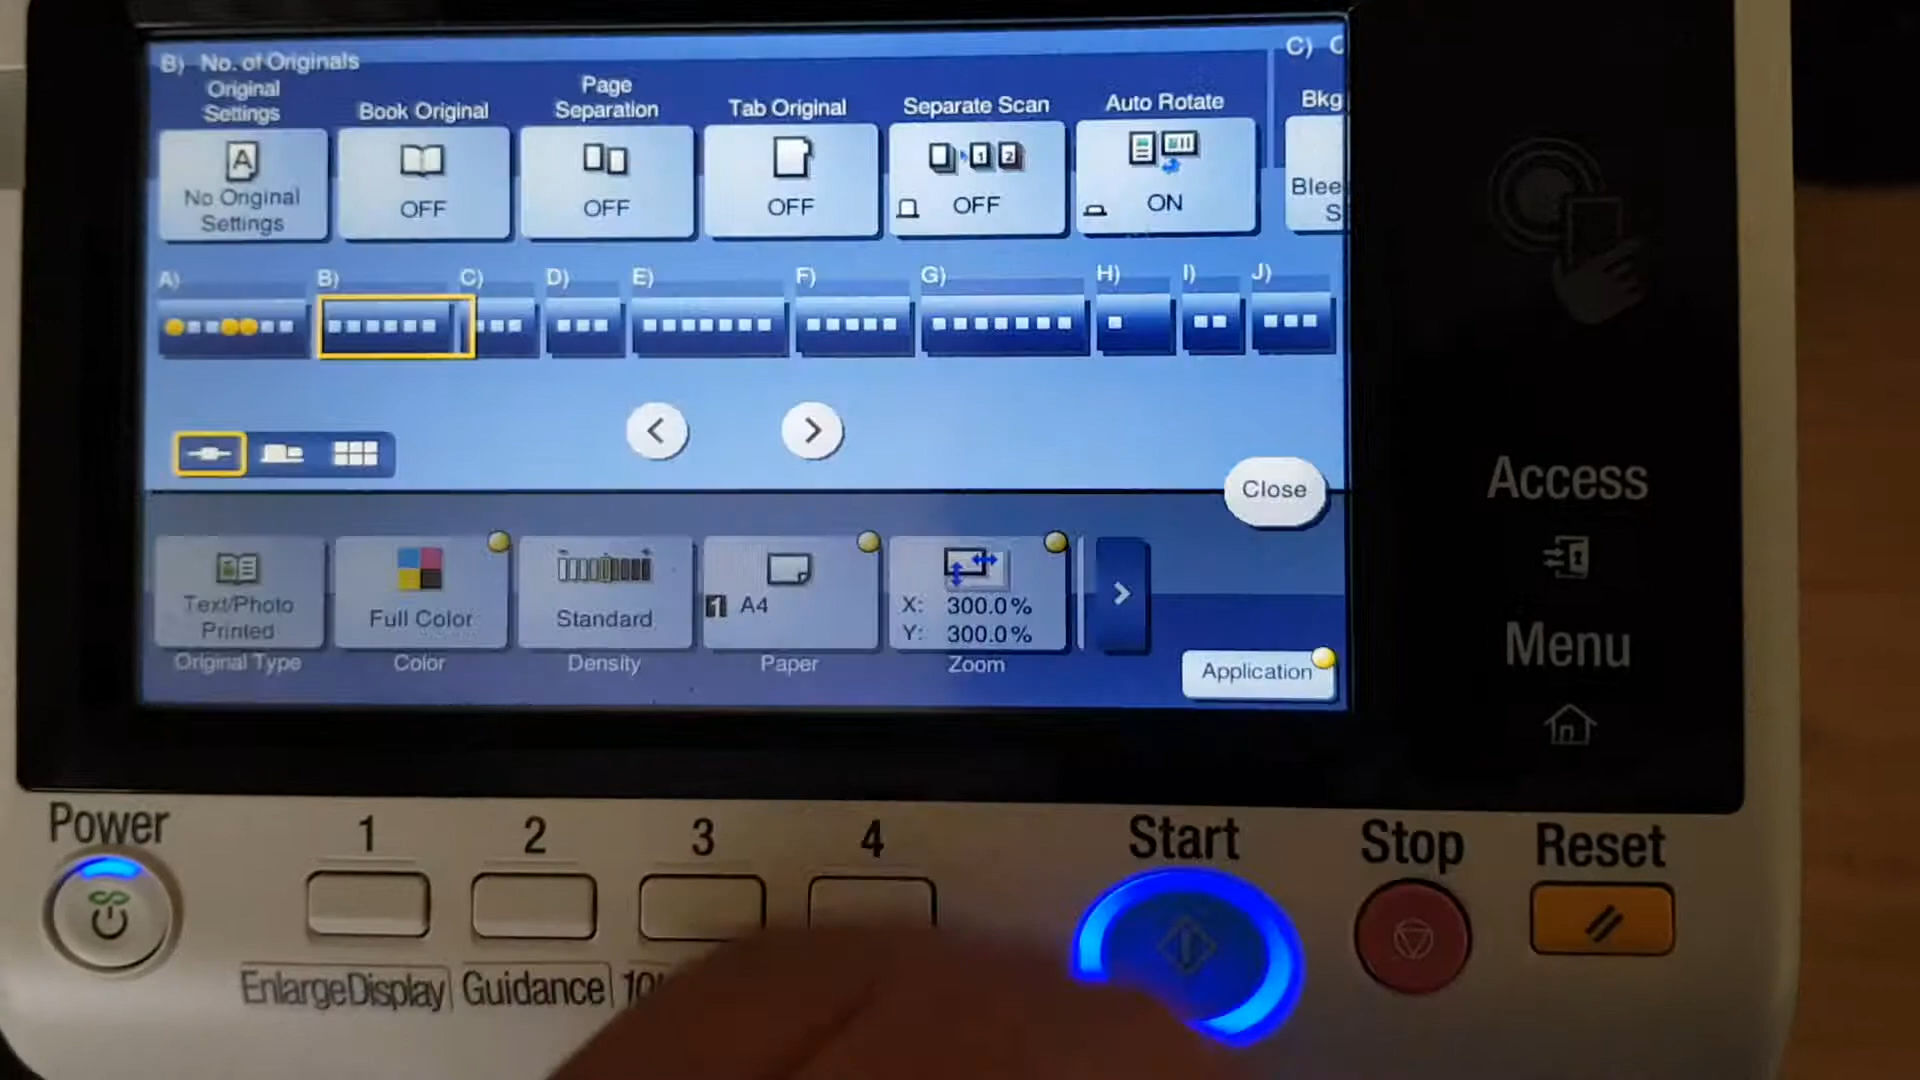 B) No. of Originals
C) C
Original Settings
Book Original
Page Separation
Tab Original
Separate Scan
Auto Rotate
Bkg
A
No Original Settings
OFF
OFF
OFF
1 2
OFF
ON
Blee
S
A) B) C) D) E) F) G) H) I) J)
< >
Close
Text/Photo Printed
Full Color
Standard
1 A4
X: 300.0%
Y: 300.0%
>
Original Type
Color
Density
Paper
Zoom
Application
Access
Menu
Power
1 2 3 4
Start
Stop
Reset
EnlargeDisplay
Guidance